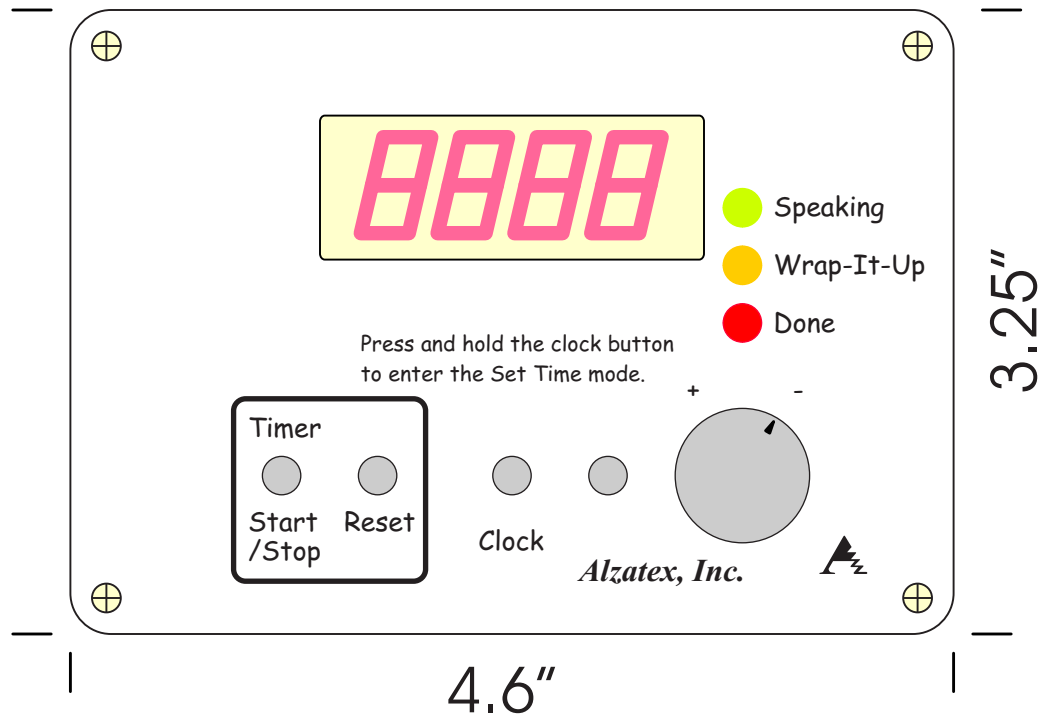 8888
Speaking
Wrap-It-Up
Done
3.25"
Press and hold the clock button
to enter the Set Time mode.
+ -
Timer
Start
/Stop
Reset
Clock
Alzatex, Inc.
4.6"